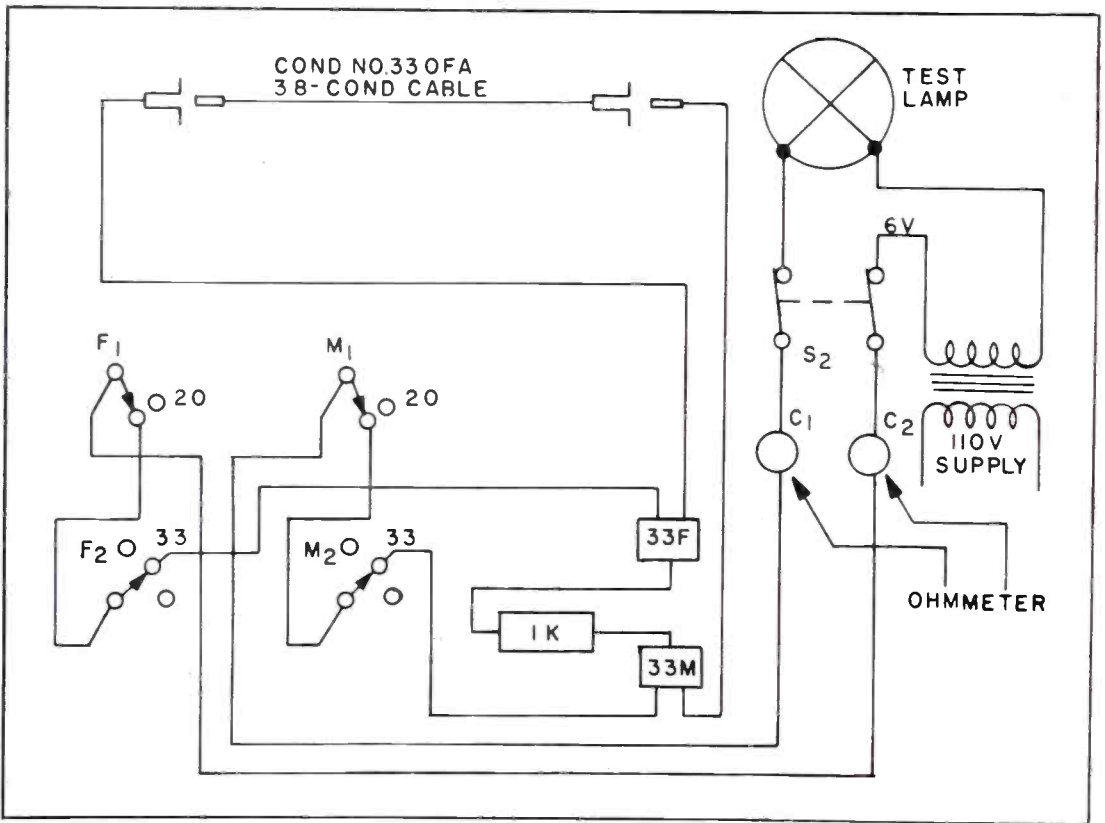 COND NO.33 OFA
38-COND CABLE
TEST
LAMP
6V
F1
20
M1
20
S2
C1
C2
110V
SUPPLY
F2
33
M2
33
33F
OHMMETER
1K
33M